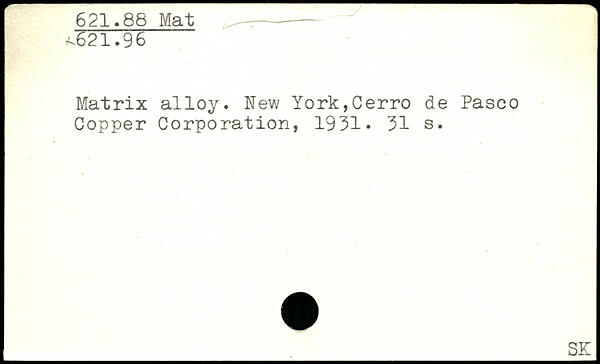 621.88 Mat
621.96
Matrix alloy. New York,Cerro de Pasco
Copper Corporation, 1931. 31 s.
SK